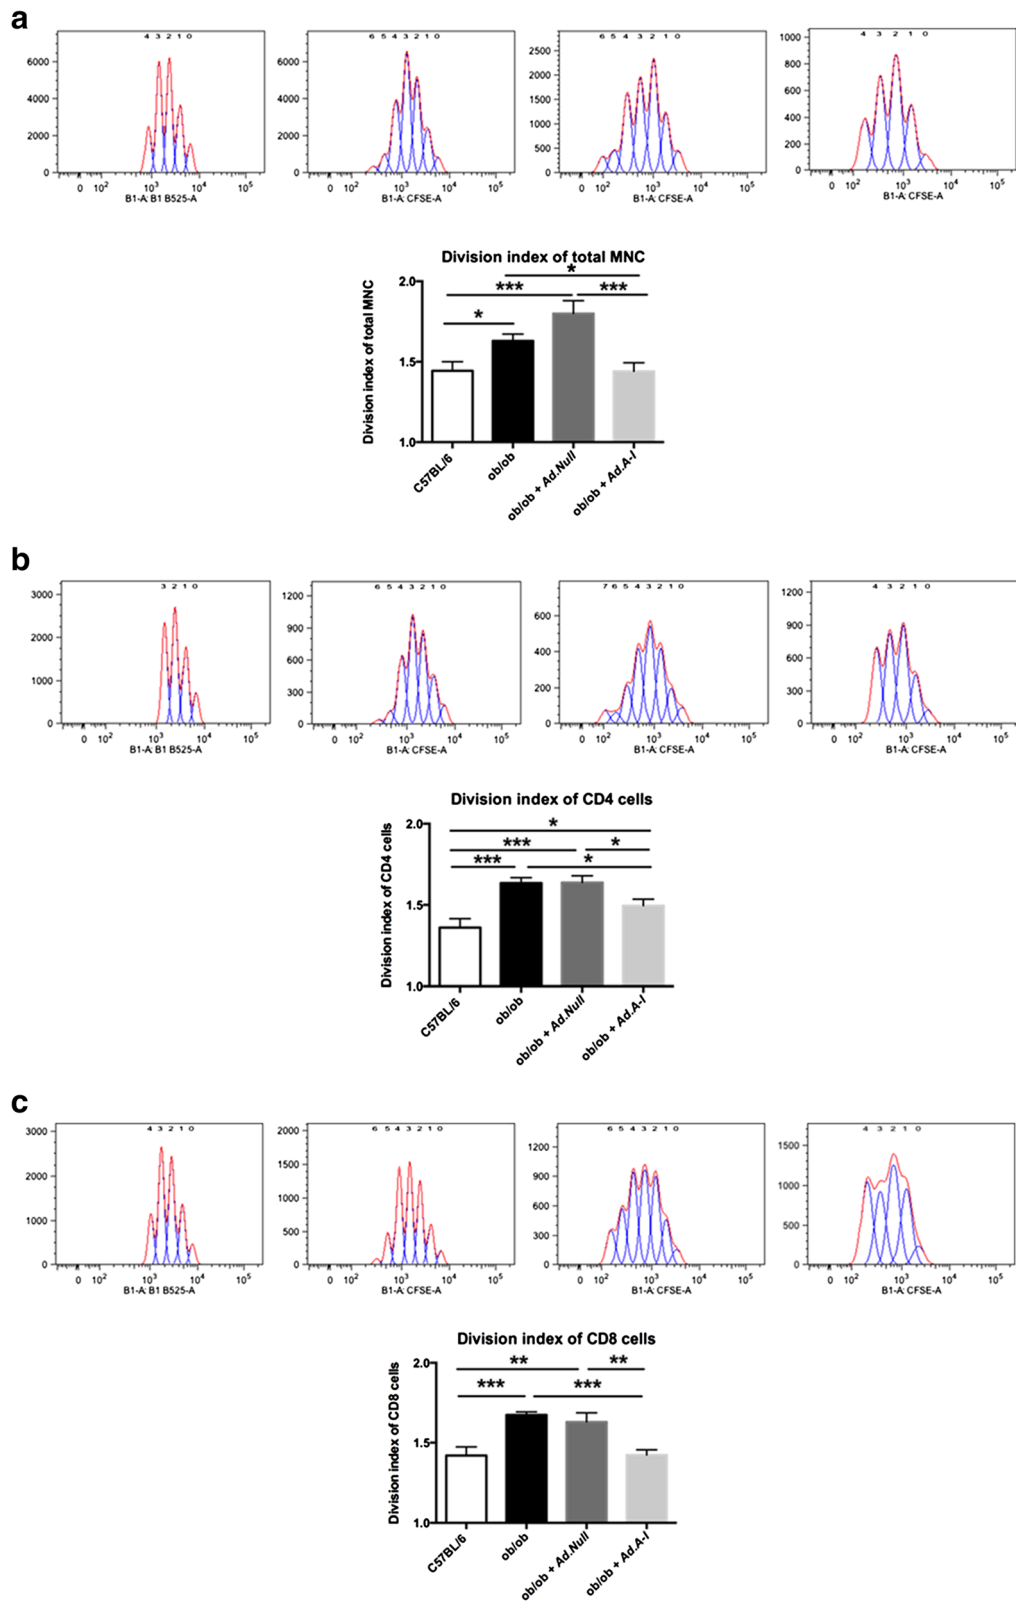 a
4 3 2 1 0
6 5 4 3 2 1 0
6 5 4 3 2 1 0
4 3 2 1 0
6000
4000
2000
0
0 10² 10³ 10⁴ 10⁵
B1-A: B1 B525-A
6000
4000
2000
0
0 10² 10³ 10⁴ 10⁵
B1-A: CFSE-A
2500
2000
1500
1000
500
0
0 10² 10³ 10⁴ 10⁵
B1-A: CFSE-A
1000
800
600
400
200
0
0 10² 10³ 10⁴ 10⁵
B1-A: CFSE-A
Division index of total MNC
Division index of total MNC
2.0
1.5
1.0
*
***
***
*
C57BL/6
ob/ob
ob/ob + Ad.Null
ob/ob + Ad.A-I
b
3 2 1 0
6 5 4 3 2 1 0
7 6 5 4 3 2 1 0
4 3 2 1 0
3000
2000
1000
0
0 10² 10³ 10⁴ 10⁵
B1-A: B1 B525-A
1200
900
600
300
0
0 10² 10³ 10⁴ 10⁵
B1-A: CFSE-A
600
400
200
0
0 10² 10³ 10⁴ 10⁵
B1-A: CFSE-A
1200
900
600
300
0
0 10² 10³ 10⁴ 10⁵
B1-A: CFSE-A
Division index of CD4 cells
Division index of CD4 cells
2.0
1.5
1.0
*
***
*
***
*
C57BL/6
ob/ob
ob/ob + Ad.Null
ob/ob + Ad.A-I
c
4 3 2 1 0
6 5 4 3 2 1 0
6 5 4 3 2 1 0
4 3 2 1 0
3000
2000
1000
0
0 10² 10³ 10⁴ 10⁵
B1-A: B1 B525-A
2000
1500
1000
500
0
0 10² 10³ 10⁴ 10⁵
B1-A: CFSE-A
1200
900
600
300
0
0 10² 10³ 10⁴ 10⁵
B1-A: CFSE-A
1500
1000
500
0
0 10² 10³ 10⁴ 10⁵
B1-A: CFSE-A
Division index of CD8 cells
Division index of CD8 cells
2.0
1.5
1.0
**
**
***
***
C57BL/6
ob/ob
ob/ob + Ad.Null
ob/ob + Ad.A-I